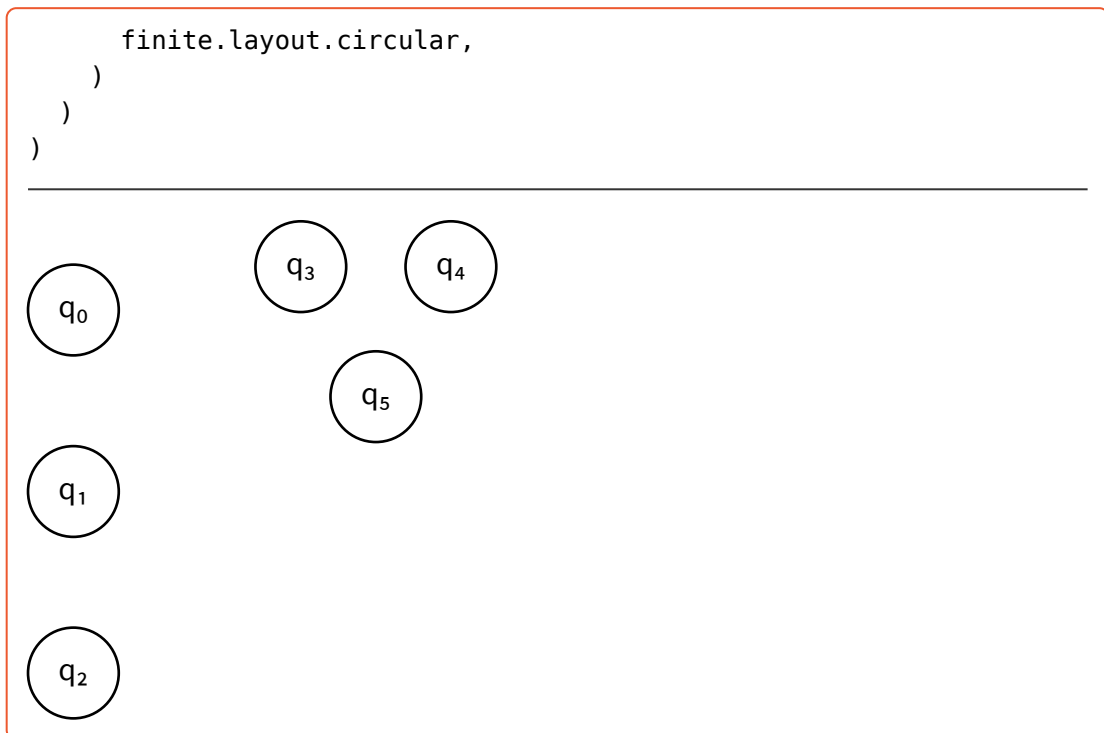 finite.layout.circular,
    )
  )
)
q₃ q₄
q₀
q₅
q₁
q₂